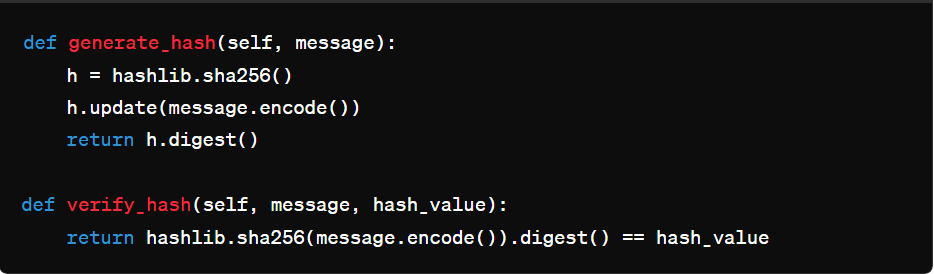 def generate_hash(self, message):
    h = hashlib.sha256()
    h.update(message.encode())
    return h.digest()

def verify_hash(self, message, hash_value):
    return hashlib.sha256(message.encode()).digest() == hash_value